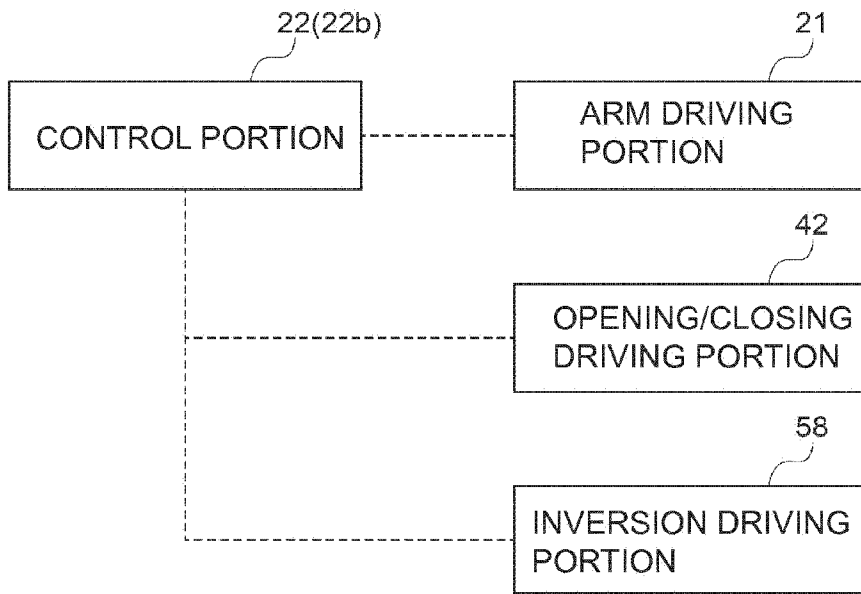 22(22b)
CONTROL PORTION
21
ARM DRIVING
PORTION
42
OPENING/CLOSING
DRIVING PORTION
58
INVERSION DRIVING
PORTION